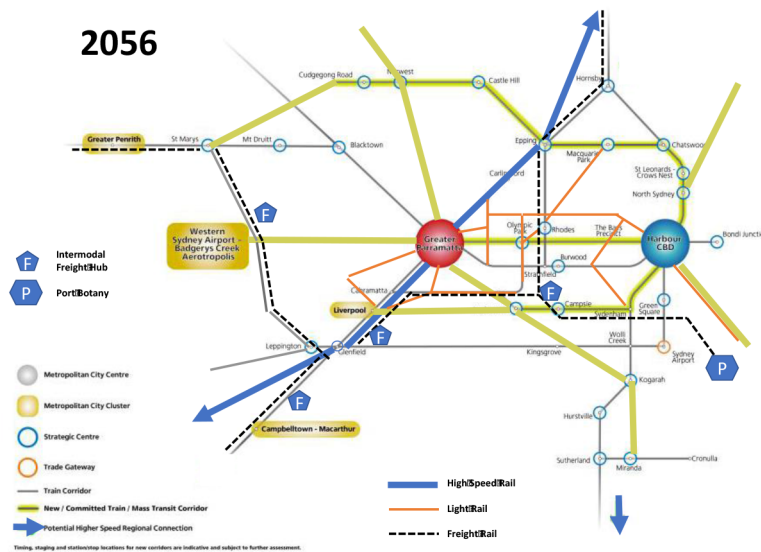 2056
Hornsby
Cudgegong Road
Norwest
Castle Hill
Greater Penrith
St Marys
Mt Druitt
Blacktown
Epping
Macquarie
Park
Chatswood
St Leonards -
Crows Nest
North Sydney
Carlingford
Western
Sydney Airport -
Badgerys Creek
Aerotropolis
Greater
Parramatta
Olympic
Park
Rhodes
The Bays
Precinct
Harbour
CBD
Bondi Juncti
F
Burwood
Strathfield
Cabramatta
Liverpool
F
Campsie
Sydenham
Green
Square
F
Leppington
Glenfield
Kingsgrove
Wolli
Creek
Sydney
Airport
P
Kogarah
F
Campbelltown - Macarthur
Hurstville
Sutherland
Miranda
Cronulla
F
Intermodal
Freight Hub
P
Port Botany
Metropolitan City Centre
Metropolitan City Cluster
Strategic Centre
Trade Gateway
Train Corridor
New / Committed Train / Mass Transit Corridor
Potential Higher Speed Regional Connection
High Speed Rail
Light Rail
Freight Rail
Timing, staging and station/stop locations for new corridors are indicative and subject to further assessment.